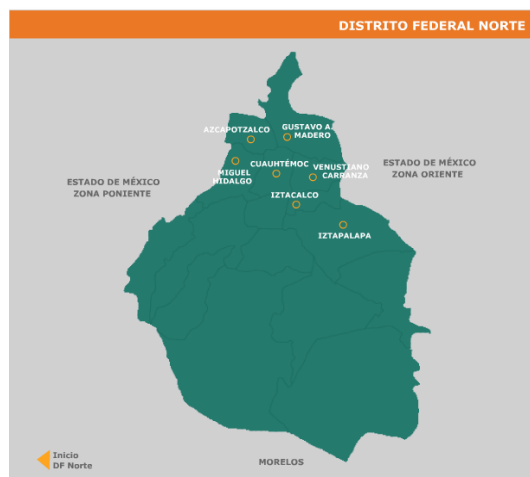 DISTRITO FEDERAL NORTE
AZCAPOTZALCO
GUSTAVO A.
MADERO
CUAUHTÉMOC
VENUSTIANO
CARRANZA
MIGUEL
HIDALGO
ESTADO DE MÉXICO
ZONA ORIENTE
ESTADO DE MÉXICO
ZONA PONIENTE
IZTACALCO
IZTAPALAPA
Inicio
DF Norte
MORELOS